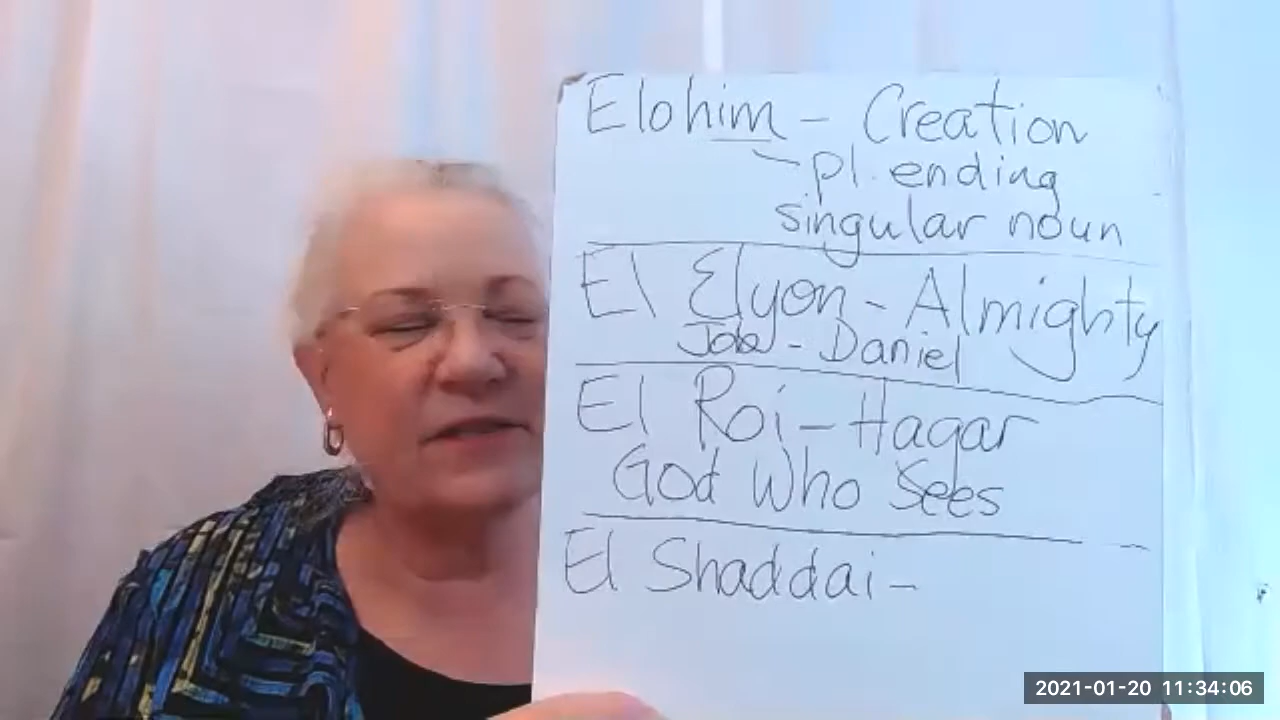 Elohim - Creation
pl. ending
singular noun
El Elyon - Almighty
Job - Daniel
El Roi - Hagar
God Who Sees
El Shaddai -
2021-01-20 11:34:06